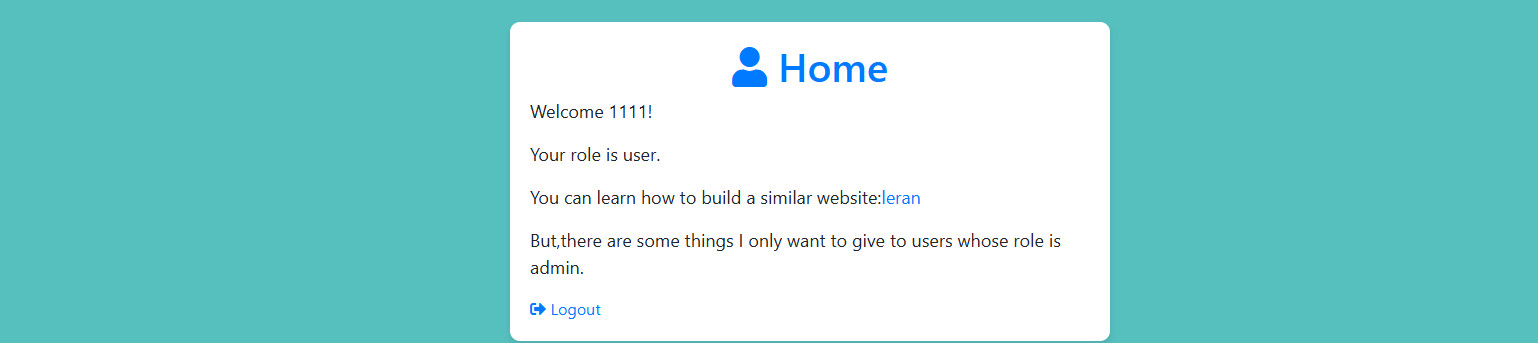 Home
Welcome 1111!
Your role is user.
You can learn how to build a similar website:leran
But,there are some things I only want to give to users whose role is
admin.
Logout